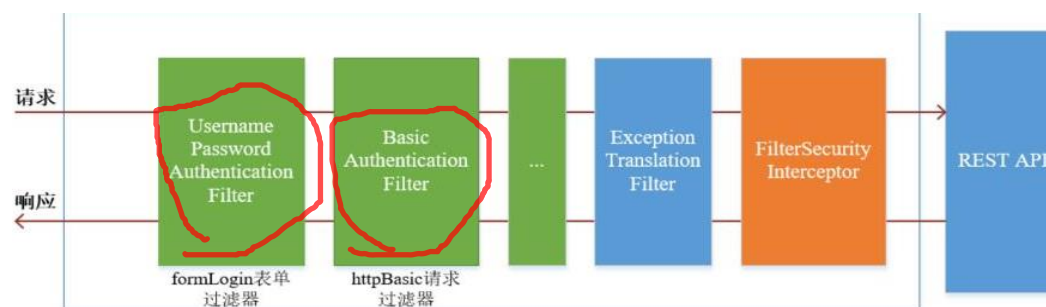 请求
响应
Username
Password
Authentication
Filter
formLogin表单
过滤器
Basic
Authentication
Filter
httpBasic请求
过滤器
...
Exception
Translation
Filter
FilterSecurity
Interceptor
REST API